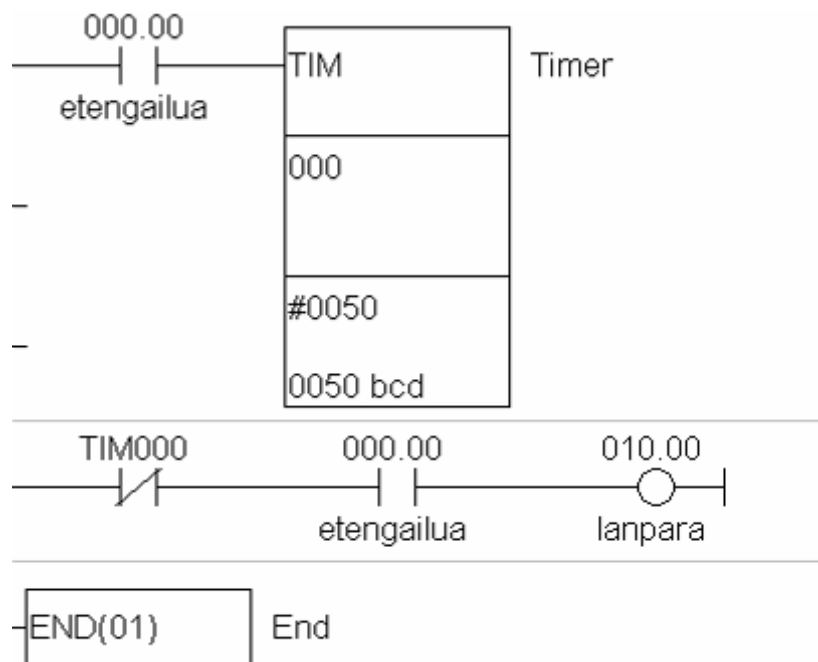 000.00
TIM Timer
etengailua
000
#0050
0050 bcd
TIM000 000.00 010.00
etengailua lanpara
END(01) End